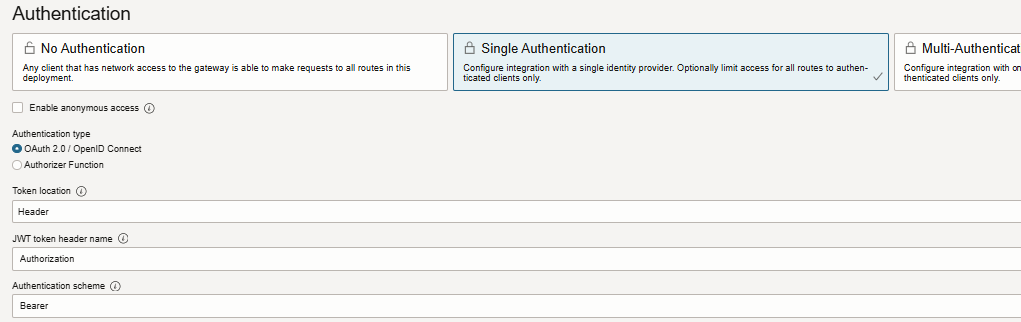 Authentication
No Authentication
Any client that has network access to the gateway is able to make requests to all routes in this
deployment.
Single Authentication
Configure integration with a single identity provider. Optionally limit access for all routes to authen-
ticated clients only.
Multi-Authenticat
Configure integration with on
thenticated clients only.
Enable anonymous access
Authentication type
OAuth 2.0 / OpenID Connect
Authorizer Function
Token location
Header
JWT token header name
Authorization
Authentication scheme
Bearer